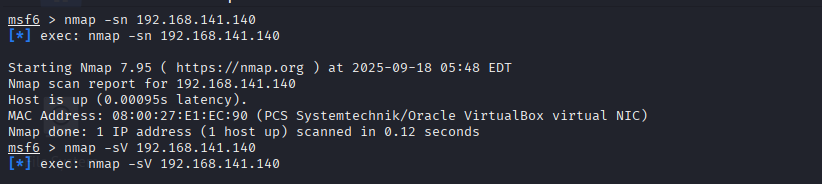 msf6 > nmap -sn 192.168.141.140
[*] exec: nmap -sn 192.168.141.140
Starting Nmap 7.95 ( https://nmap.org ) at 2025-09-18 05:48 EDT
Nmap scan report for 192.168.141.140
Host is up (0.00095s latency).
MAC Address: 08:00:27:E1:EC:90 (PCS Systemtechnik/Oracle VirtualBox virtual NIC)
Nmap done: 1 IP address (1 host up) scanned in 0.12 seconds
msf6 > nmap -sV 192.168.141.140
[*] exec: nmap -sV 192.168.141.140